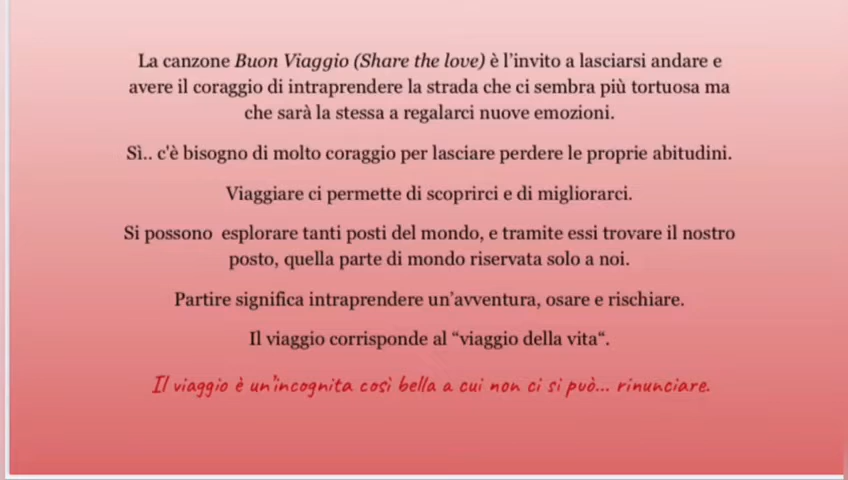 La canzone Buon Viaggio (Share the love) è l’invito a lasciarsi andare e
avere il coraggio di intraprendere la strada che ci sembra più tortuosa ma
che sarà la stessa a regalarci nuove emozioni.
Sì.. c'è bisogno di molto coraggio per lasciare perdere le proprie abitudini.
Viaggiare ci permette di scoprirci e di migliorarci.
Si possono  esplorare tanti posti del mondo, e tramite essi trovare il nostro
posto, quella parte di mondo riservata solo a noi.
Partire significa intraprendere un’avventura, osare e rischiare.
Il viaggio corrisponde al “viaggio della vita“.
Il viaggio è un'incognita così bella a cui non ci si può... rinunciare.